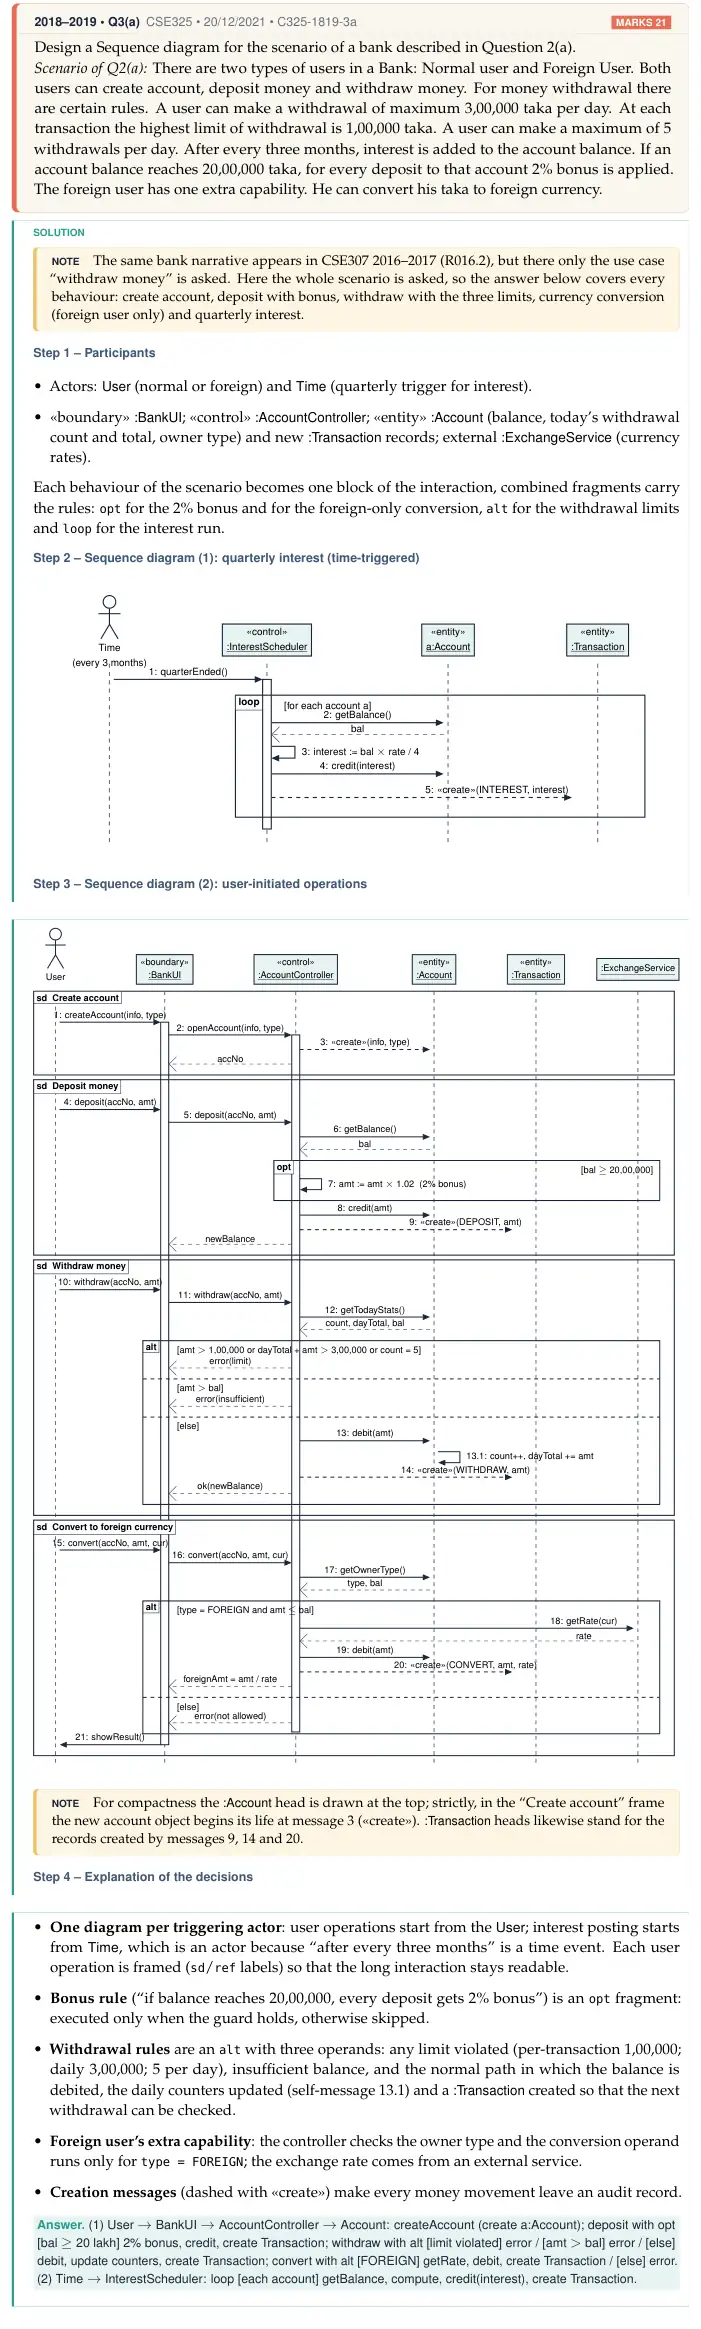 2018–2019 • Q3(a) CSE325 • 20/12/2021 • C325-1819-3a MARKS 21
Design a Sequence diagram for the scenario of a bank described in Question 2(a).
Scenario of Q2(a): There are two types of users in a Bank: Normal user and Foreign User. Both
users can create account, deposit money and withdraw money. For money withdrawal there
are certain rules. A user can make a withdrawal of maximum 3,00,000 taka per day. At each
transaction the highest limit of withdrawal is 1,00,000 taka. A user can make a maximum of 5
withdrawals per day. After every three months, interest is added to the account balance. If an
account balance reaches 20,00,000 taka, for every deposit to that account 2% bonus is applied.
The foreign user has one extra capability. He can convert his taka to foreign currency.
SOLUTION
NOTE The same bank narrative appears in CSE307 2016–2017 (R016.2), but there only the use case
“withdraw money” is asked. Here the whole scenario is asked, so the answer below covers every
behaviour: create account, deposit with bonus, withdraw with the three limits, currency conversion
(foreign user only) and quarterly interest.
Step 1 – Participants
• Actors: User (normal or foreign) and Time (quarterly trigger for interest).
• «boundary» :BankUI; «control» :AccountController; «entity» :Account (balance, today’s withdrawal
count and total, owner type) and new :Transaction records; external :ExchangeService (currency
rates).
Each behaviour of the scenario becomes one block of the interaction, combined fragments carry
the rules: opt for the 2% bonus and for the foreign-only conversion, alt for the withdrawal limits
and loop for the interest run.
Step 2 – Sequence diagram (1): quarterly interest (time-triggered)
Time
(every 3 months)
«control»
:InterestScheduler
«entity»
a:Account
«entity»
:Transaction
1: quarterEnded()
loop
[for each account a]
2: getBalance()
bal
3: interest := bal × rate / 4
4: credit(interest)
5: «create»(INTEREST, interest)
Step 3 – Sequence diagram (2): user-initiated operations
User
«boundary»
:BankUI
«control»
:AccountController
«entity»
:Account
«entity»
:Transaction
:ExchangeService
sd Create account
1: createAccount(info, type)
2: openAccount(info, type)
3: «create»(info, type)
accNo
sd Deposit money
4: deposit(accNo, amt)
5: deposit(accNo, amt)
6: getBalance()
bal
opt
[bal ≥ 20,00,000]
7: amt := amt × 1.02 (2% bonus)
8: credit(amt)
9: «create»(DEPOSIT, amt)
newBalance
sd Withdraw money
10: withdraw(accNo, amt)
11: withdraw(accNo, amt)
12: getTodayStats()
count, dayTotal, bal
alt
[amt > 1,00,000 or dayTotal + amt > 3,00,000 or count = 5]
error(limit)
[amt > bal]
error(insufficient)
[else]
13: debit(amt)
13.1: count++, dayTotal += amt
14: «create»(WITHDRAW, amt)
ok(newBalance)
sd Convert to foreign currency
15: convert(accNo, amt, cur)
16: convert(accNo, amt, cur)
17: getOwnerType()
type, bal
alt
[type = FOREIGN and amt ≤ bal]
18: getRate(cur)
rate
19: debit(amt)
20: «create»(CONVERT, amt, rate)
foreignAmt = amt / rate
[else]
error(not allowed)
21: showResult()
NOTE For compactness the :Account head is drawn at the top; strictly, in the “Create account” frame
the new account object begins its life at message 3 («create»). :Transaction heads likewise stand for the
records created by messages 9, 14 and 20.
Step 4 – Explanation of the decisions
• One diagram per triggering actor: user operations start from the User; interest posting starts
from Time, which is an actor because “after every three months” is a time event. Each user
operation is framed (sd/ref labels) so that the long interaction stays readable.
• Bonus rule (“if balance reaches 20,00,000, every deposit gets 2% bonus”) is an opt fragment:
executed only when the guard holds, otherwise skipped.
• Withdrawal rules are an alt with three operands: any limit violated (per-transaction 1,00,000;
daily 3,00,000; 5 per day), insufficient balance, and the normal path in which the balance is
debited, the daily counters updated (self-message 13.1) and a :Transaction created so that the next
withdrawal can be checked.
• Foreign user’s extra capability: the controller checks the owner type and the conversion operand
runs only for type = FOREIGN; the exchange rate comes from an external service.
• Creation messages (dashed with «create») make every money movement leave an audit record.
Answer. (1) User → BankUI → AccountController → Account: createAccount (create a:Account); deposit with opt
[bal ≥ 20 lakh] 2% bonus, credit, create Transaction; withdraw with alt [limit violated] error / [amt > bal] error / [else]
debit, update counters, create Transaction; convert with alt [FOREIGN] getRate, debit, create Transaction / [else] error.
(2) Time → InterestScheduler: loop [each account] getBalance, compute, credit(interest), create Transaction.